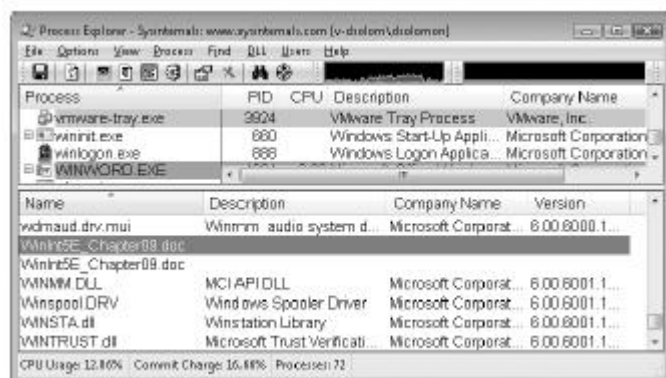 Process Explorer - Sysinternals: www.sysinternals.com [v-dsolom\dsolomon]
File Options View Process Find DLL Users Help
Process PID CPU Description Company Name
vmware-tray.exe 3924 VMware Tray Process VMware, Inc.
wininit.exe 660 Windows Start-Up Appli... Microsoft Corporation
winlogon.exe 888 Windows Logon Applica... Microsoft Corporation
WINWORD.EXE
Name Description Company Name Version
wdmaud.drv.mui Winmm audio system d... Microsoft Corporat... 6.00.6000.1...
WinInt5E_Chapter09.doc
WinInt5E_Chapter09.doc
WINMM.DLL MCI API DLL Microsoft Corporat... 6.00.6001.1...
Winspool.DRV Windows Spooler Driver Microsoft Corporat... 6.00.6001.1...
WINSTA.dll Winstation Library Microsoft Corporat... 6.00.6001.1...
WINTRUST.dll Microsoft Trust Verificati... Microsoft Corporat... 6.00.6001.1...
CPU Usage: 12.86% Commit Charge: 16.88% Processes: 72